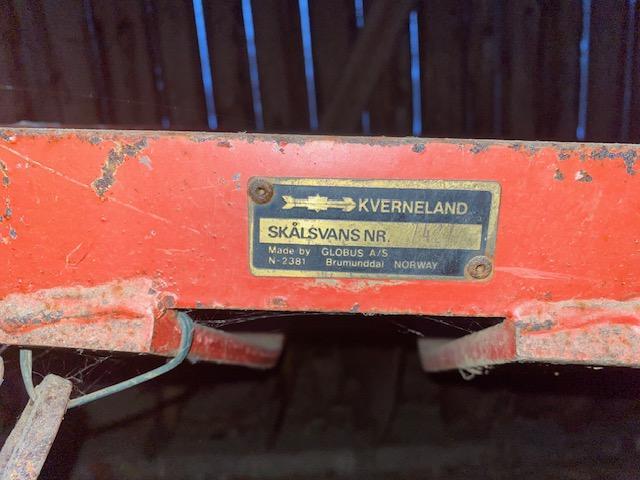 KVERNELAND
SKÅLSVANS NR.
Made by GLOBUS A/S
N-2381 Brumunddal NORWAY